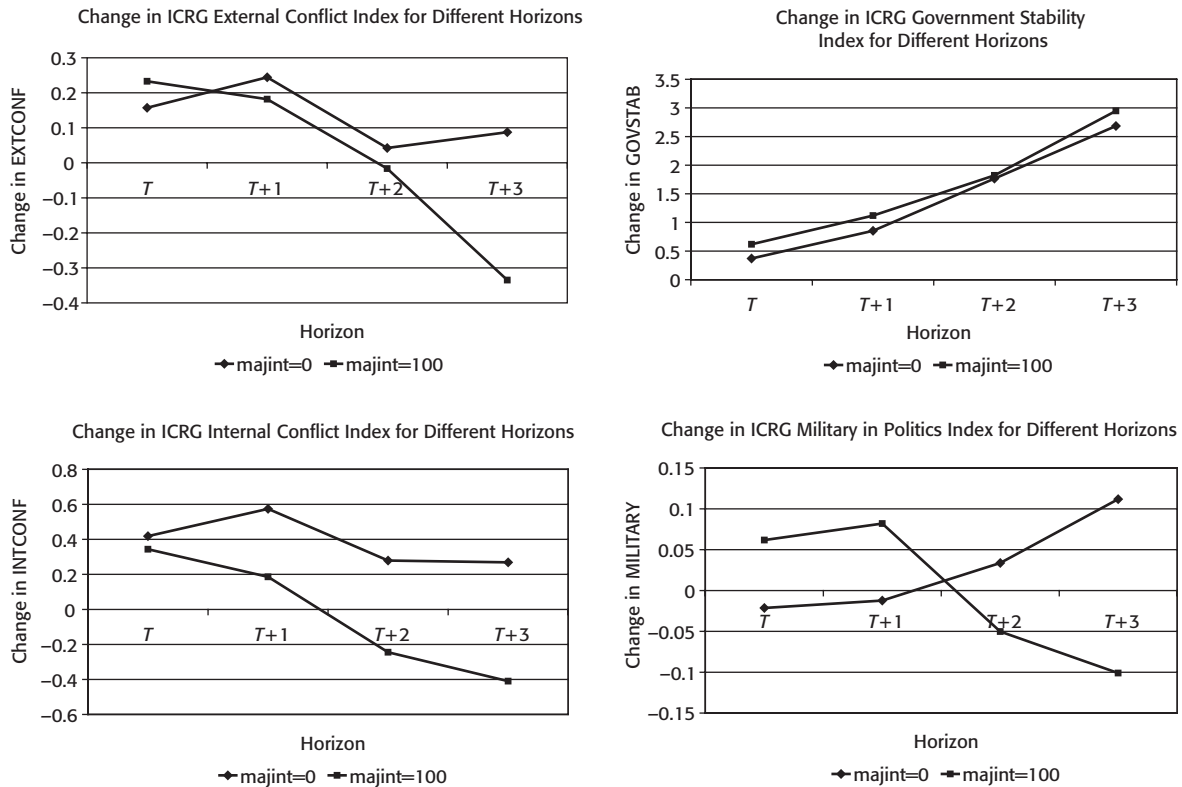 Change in ICRG External Conflict Index for Different Horizons
0.3
0.2
0.1
0
−0.1
−0.2
−0.3
−0.4
Change in EXTCONF
T
T+1
T+2
T+3
Horizon
majint=0 majint=100
Change in ICRG Government Stability
Index for Different Horizons
3.5
3
2.5
2
1.5
1
0.5
0
Change in GOVSTAB
T
T+1
T+2
T+3
Horizon
majint=0 majint=100
Change in ICRG Internal Conflict Index for Different Horizons
0.8
0.6
0.4
0.2
0
−0.2
−0.4
−0.6
Change in INTCONF
T
T+1
T+2
T+3
Horizon
majint=0 majint=100
Change in ICRG Military in Politics Index for Different Horizons
0.15
0.1
0.05
0
−0.05
−0.1
−0.15
Change in MILITARY
T
T+1
T+2
T+3
Horizon
majint=0 majint=100